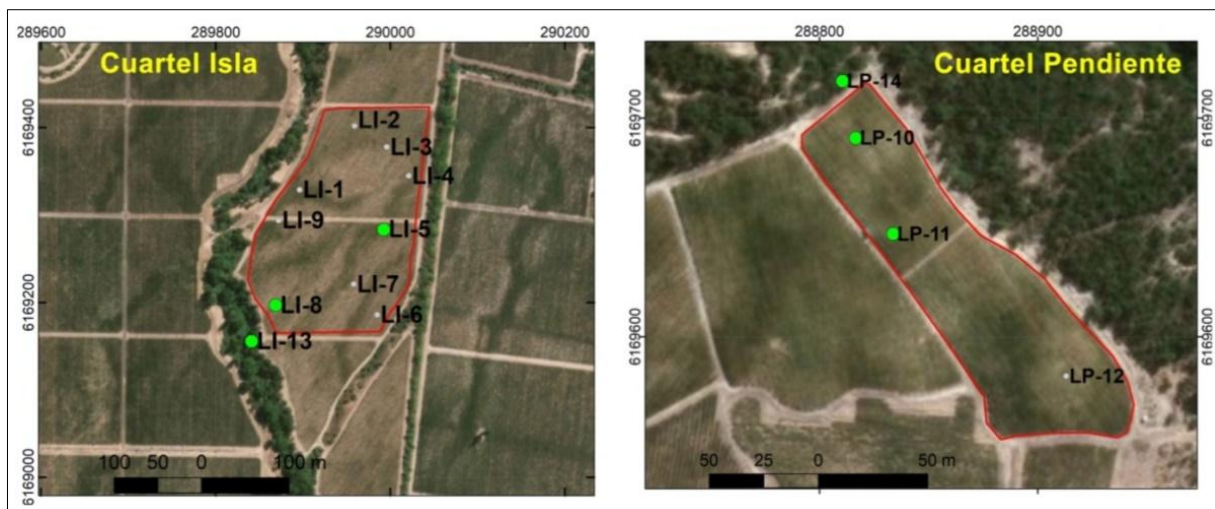 289600 289800 290000 290200
Cuartel Isla
6169400
6169200
6169000
LI-2
LI-3
LI-4
LI-1
LI-9
LI-5
LI-7
LI-8
LI-6
LI-13
100 50 0 100 m
288800 288900
Cuartel Pendiente
LP-14
6169700
6169700
LP-10
LP-11
6169600
6169600
LP-12
50 25 0 50 m